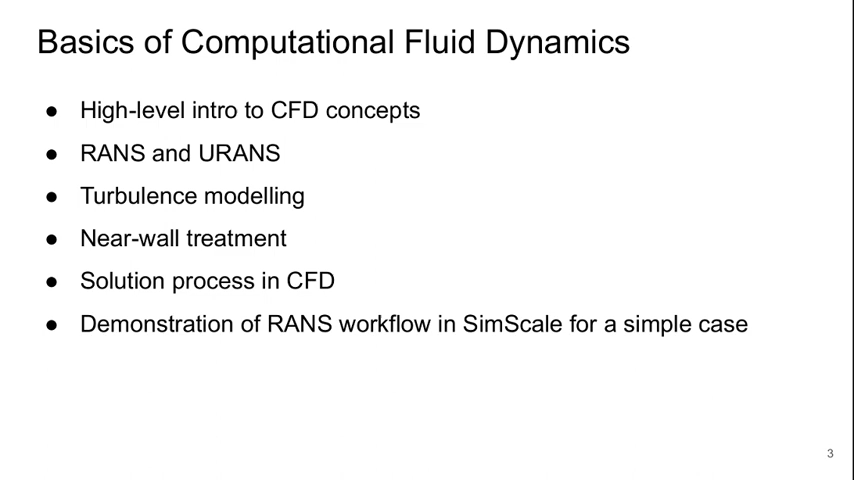 Basics of Computational Fluid Dynamics
● High-level intro to CFD concepts
● RANS and URANS
● Turbulence modelling
● Near-wall treatment
● Solution process in CFD
● Demonstration of RANS workflow in SimScale for a simple case
3